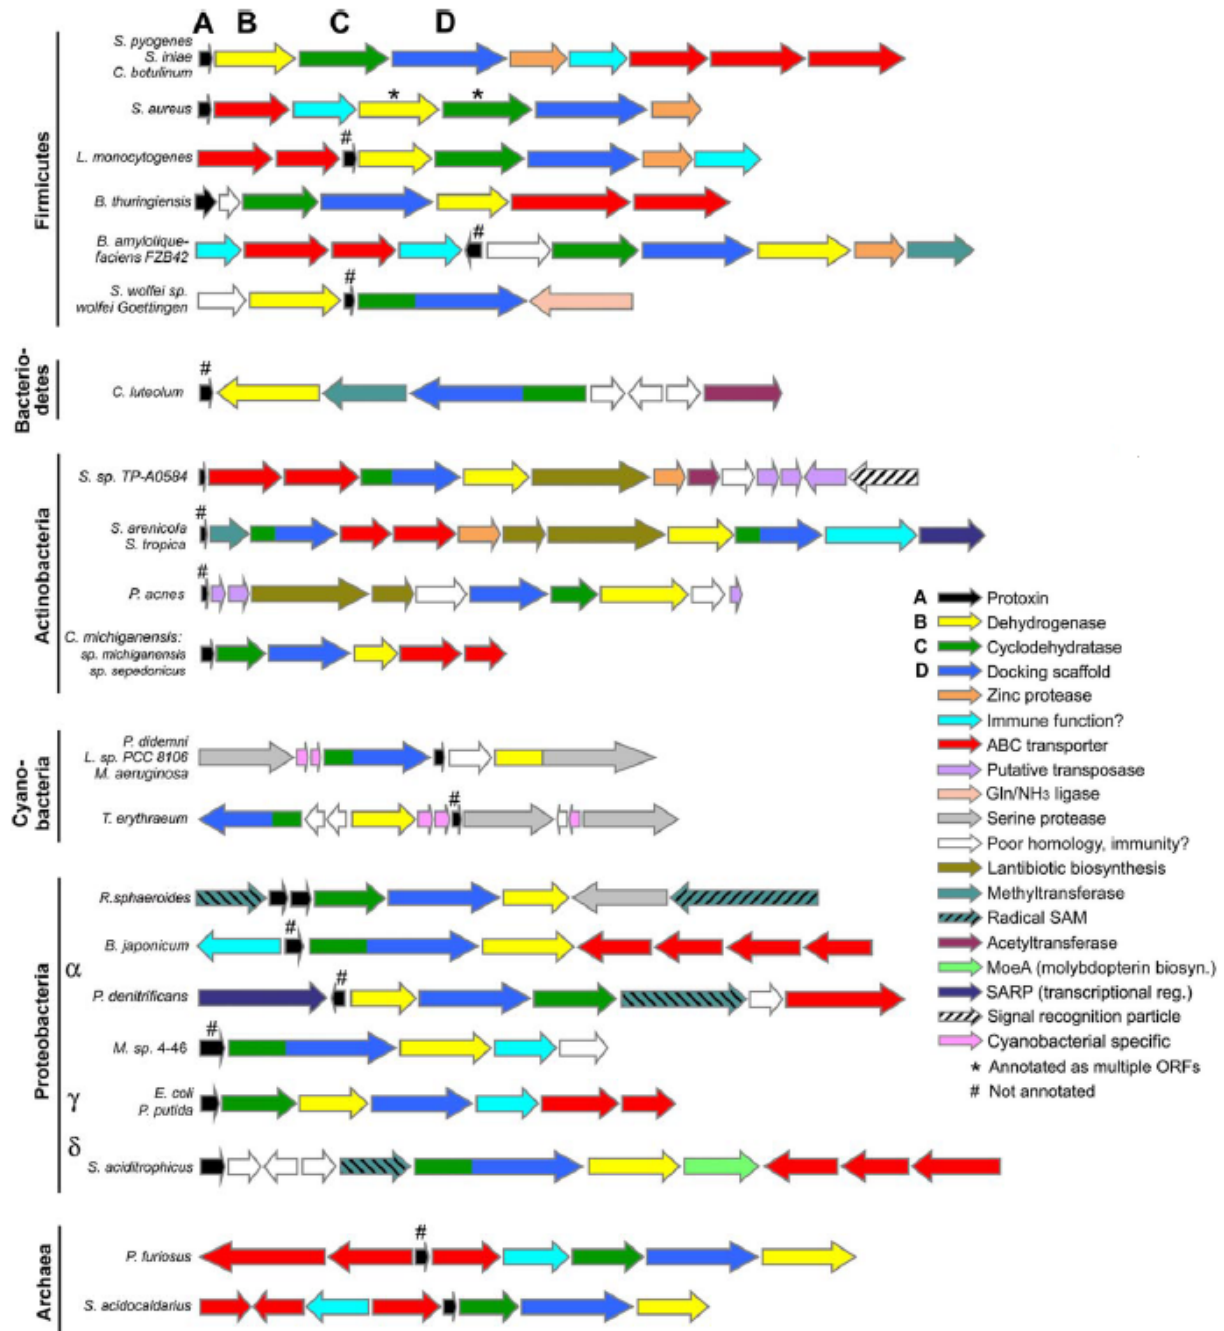 A B C D
S. pyogenes
S. iniae
C. botulinum
* *
S. aureus
#
L. monocytogenes
B. thuringiensis
#
B. amylolique-
faciens FZB42
#
S. wolfei sp.
wolfei Goettingen
Firmicutes
#
C. luteolum
Bacterio-
detes
S. sp. TP-A0584
#
S. arenicola
S. tropica
#
P. acnes
C. michiganensis:
sp. michiganensis
sp. sepedonicus
Actinobacteria
P. didemni
L. sp. PCC 8106
M. aeruginosa
#
T. erythraeum
Cyano-
bacteria
R.sphaeroides
#
B. japonicum
α
#
P. denitrificans
#
M. sp. 4-46
γ
E. coli
P. putida
δ
S. aciditrophicus
Proteobacteria
#
P. furiosus
S. acidocaldarius
Archaea
A Protoxin
B Dehydrogenase
C Cyclodehydratase
D Docking scaffold
Zinc protease
Immune function?
ABC transporter
Putative transposase
Gln/NH3 ligase
Serine protease
Poor homology, immunity?
Lantibiotic biosynthesis
Methyltransferase
Radical SAM
Acetyltransferase
MoeA (molybdopterin biosyn.)
SARP (transcriptional reg.)
Signal recognition particle
Cyanobacterial specific
* Annotated as multiple ORFs
# Not annotated